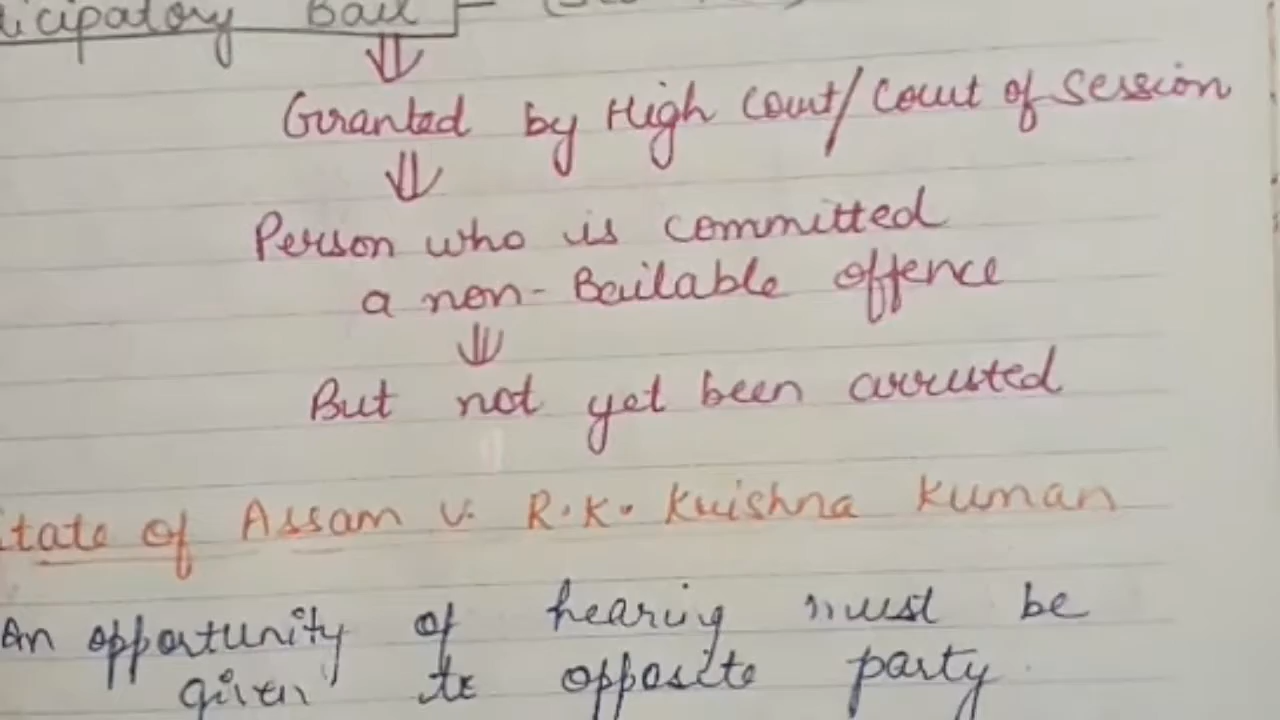 icipatory Bail
Granted by High Court/Court of Session
Person who is committed
a non-Bailable offence
But not yet been arrested
state of Assam v. R.K. Krishna Kumar
An opportunity of hearing must be
given to opposite party.